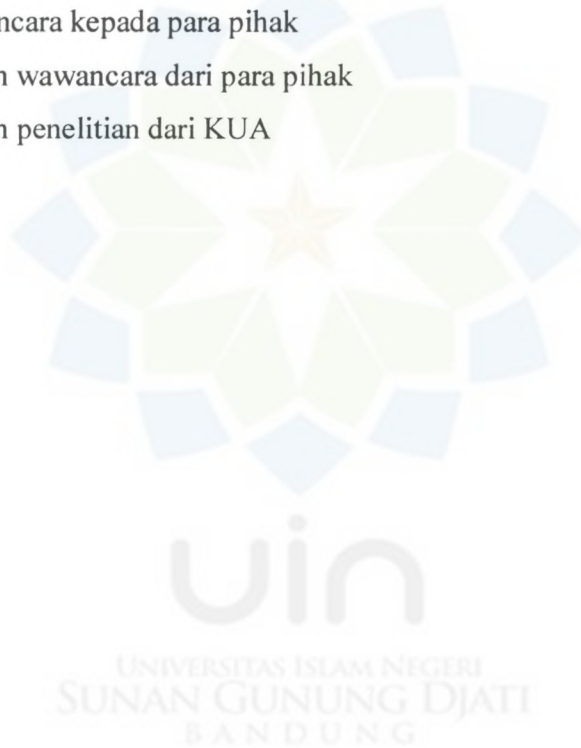 ncara kepada para pihak
n wawancara dari para pihak
n penelitian dari KUA
uin
UNIVERSITAS ISLAM NEGERI
SUNAN GUNUNG DJATI
BANDUNG